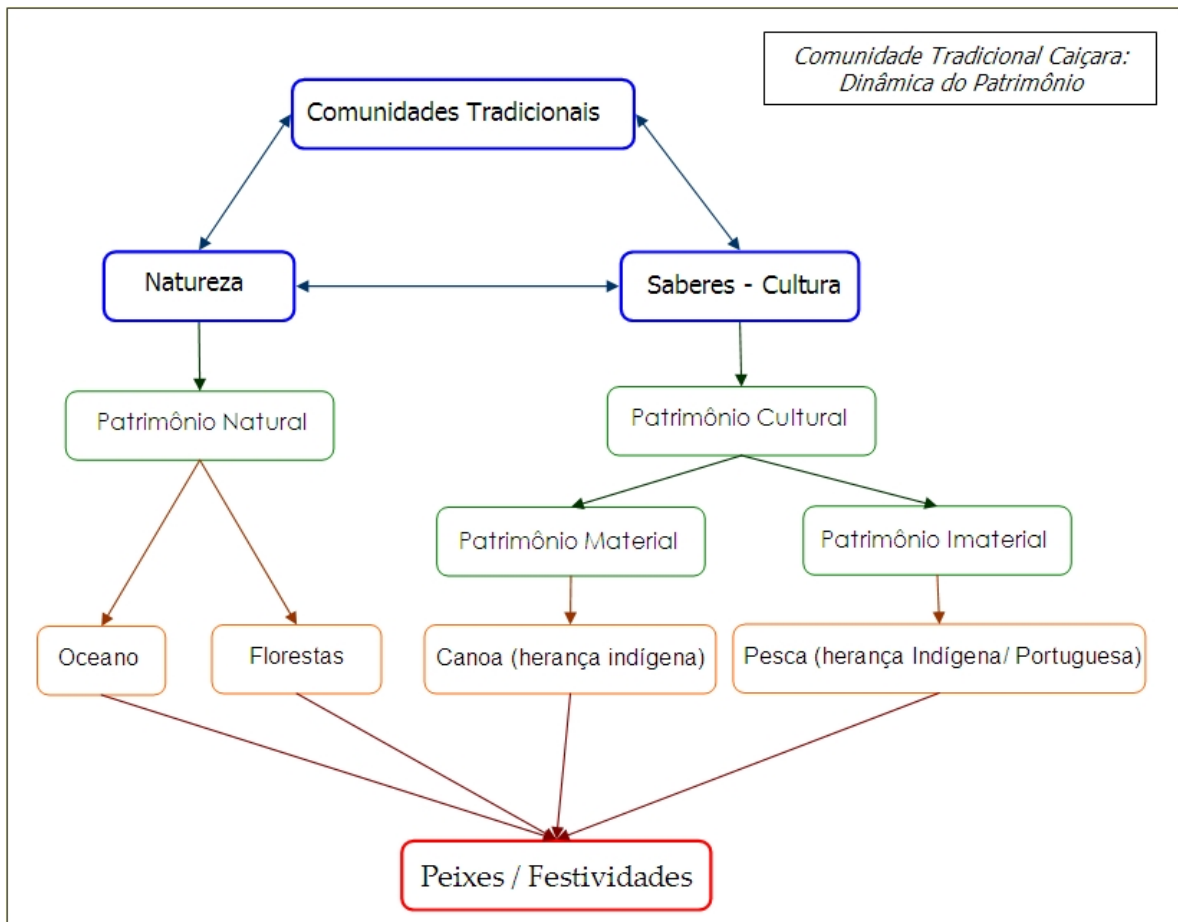 Comunidade Tradicional Caiçara:
Dinâmica do Patrimônio
Comunidades Tradicionais
Natureza
Saberes - Cultura
Patrimônio Natural
Patrimônio Cultural
Patrimônio Material
Patrimônio Imaterial
Oceano
Florestas
Canoa (herança indígena)
Pesca (herança Indígena/ Portuguesa)
Peixes / Festividades